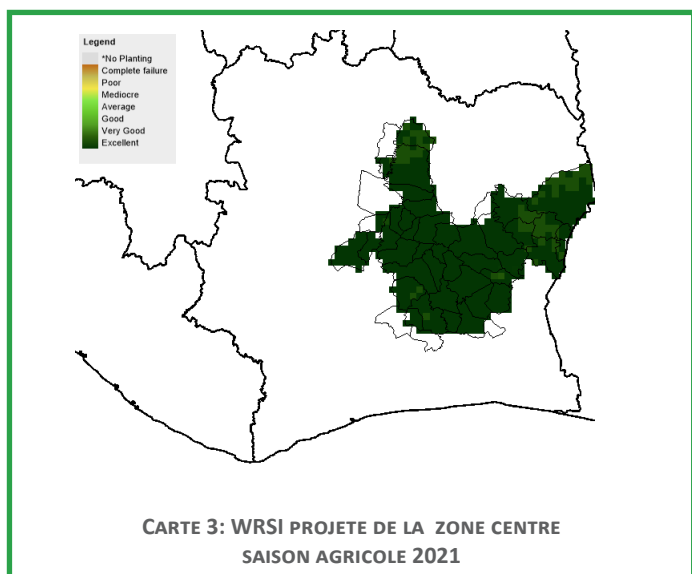 Legend
*No Planting
Complete failure
Poor
Mediocre
Average
Good
Very Good
Excellent
CARTE 3: WRSI PROJETE DE LA ZONE CENTRE
SAISON AGRICOLE 2021